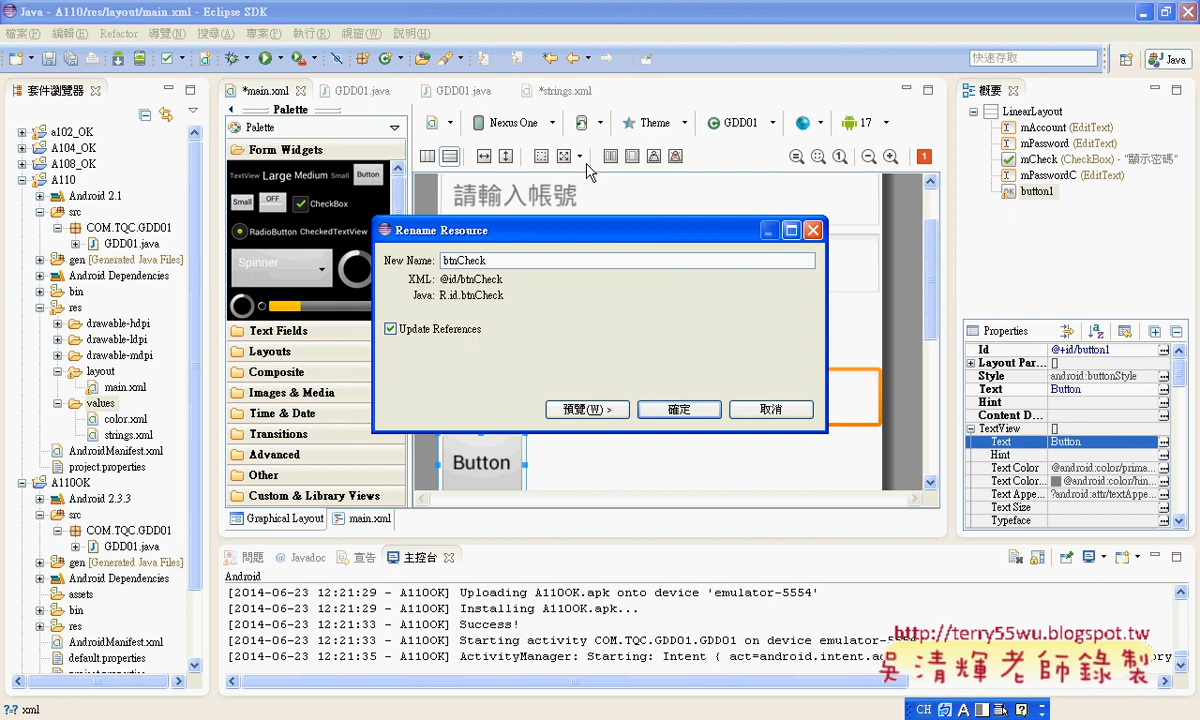 Java - A110/res/layout/main.xml - Eclipse SDK
檔案(F) 編輯(E) Refactor 導覽(N) 搜尋(A) 專案(P) 執行(R) 視窗(W) 說明(H)
快速存取
Java
套件瀏覽器
a102_OK
A104_OK
A108_OK
A110
Android 2.1
src
COM.TQC.GDD01
GDD01.java
gen [Generated Java Files]
Android Dependencies
bin
res
drawable-hdpi
drawable-ldpi
drawable-mdpi
layout
main.xml
values
color.xml
strings.xml
AndroidManifest.xml
project.properties
A110OK
Android 2.3.3
src
COM.TQC.GDD01
GDD01.java
gen [Generated Java Files]
Android Dependencies
assets
bin
res
AndroidManifest.xml
default.properties
*main.xml
GDD01.java
GDD01.java
*strings.xml
Palette
Palette
Form Widgets
TextView Large Medium Small Button
Small OFF CheckBox
RadioButton CheckedTextView
Spinner
Text Fields
Layouts
Composite
Images & Media
Time & Date
Transitions
Advanced
Other
Custom & Library Views
Graphical Layout
main.xml
Nexus One
Theme
GDD01
17
1
請輸入帳號
Button
Rename Resource
New Name: btnCheck
XML: @id/btnCheck
Java: R.id.btnCheck
Update References
預覽(W) >
確定
取消
概要
LinearLayout
mAccount (EditText)
mPassword (EditText)
mCheck (CheckBox) - "顯示密碼"
mPasswordC (EditText)
button1
Properties
Id @+id/button1
Layout Par... []
Style android:buttonStyle
Text Button
Hint
Content D...
TextView []
Text Button
Hint
Text Color @android:color/prima...
Text Color... @android:color/hin...
Text Appe... ?android:attr/textAppe...
Text Size
Typeface
問題
@ Javadoc
宣告
主控台
Android
[2014-06-23 12:21:29 - A110OK] Uploading A110OK.apk onto device 'emulator-5554'
[2014-06-23 12:21:29 - A110OK] Installing A110OK.apk...
[2014-06-23 12:21:33 - A110OK] Success!
[2014-06-23 12:21:33 - A110OK] Starting activity COM.TQC.GDD01.GDD01 on device emulator-5554
[2014-06-23 12:21:35 - A110OK] ActivityManager: Starting: Intent { act=android.intent.ac
http://terry55wu.blogspot.tw
吳清輝老師錄製
xml
CH